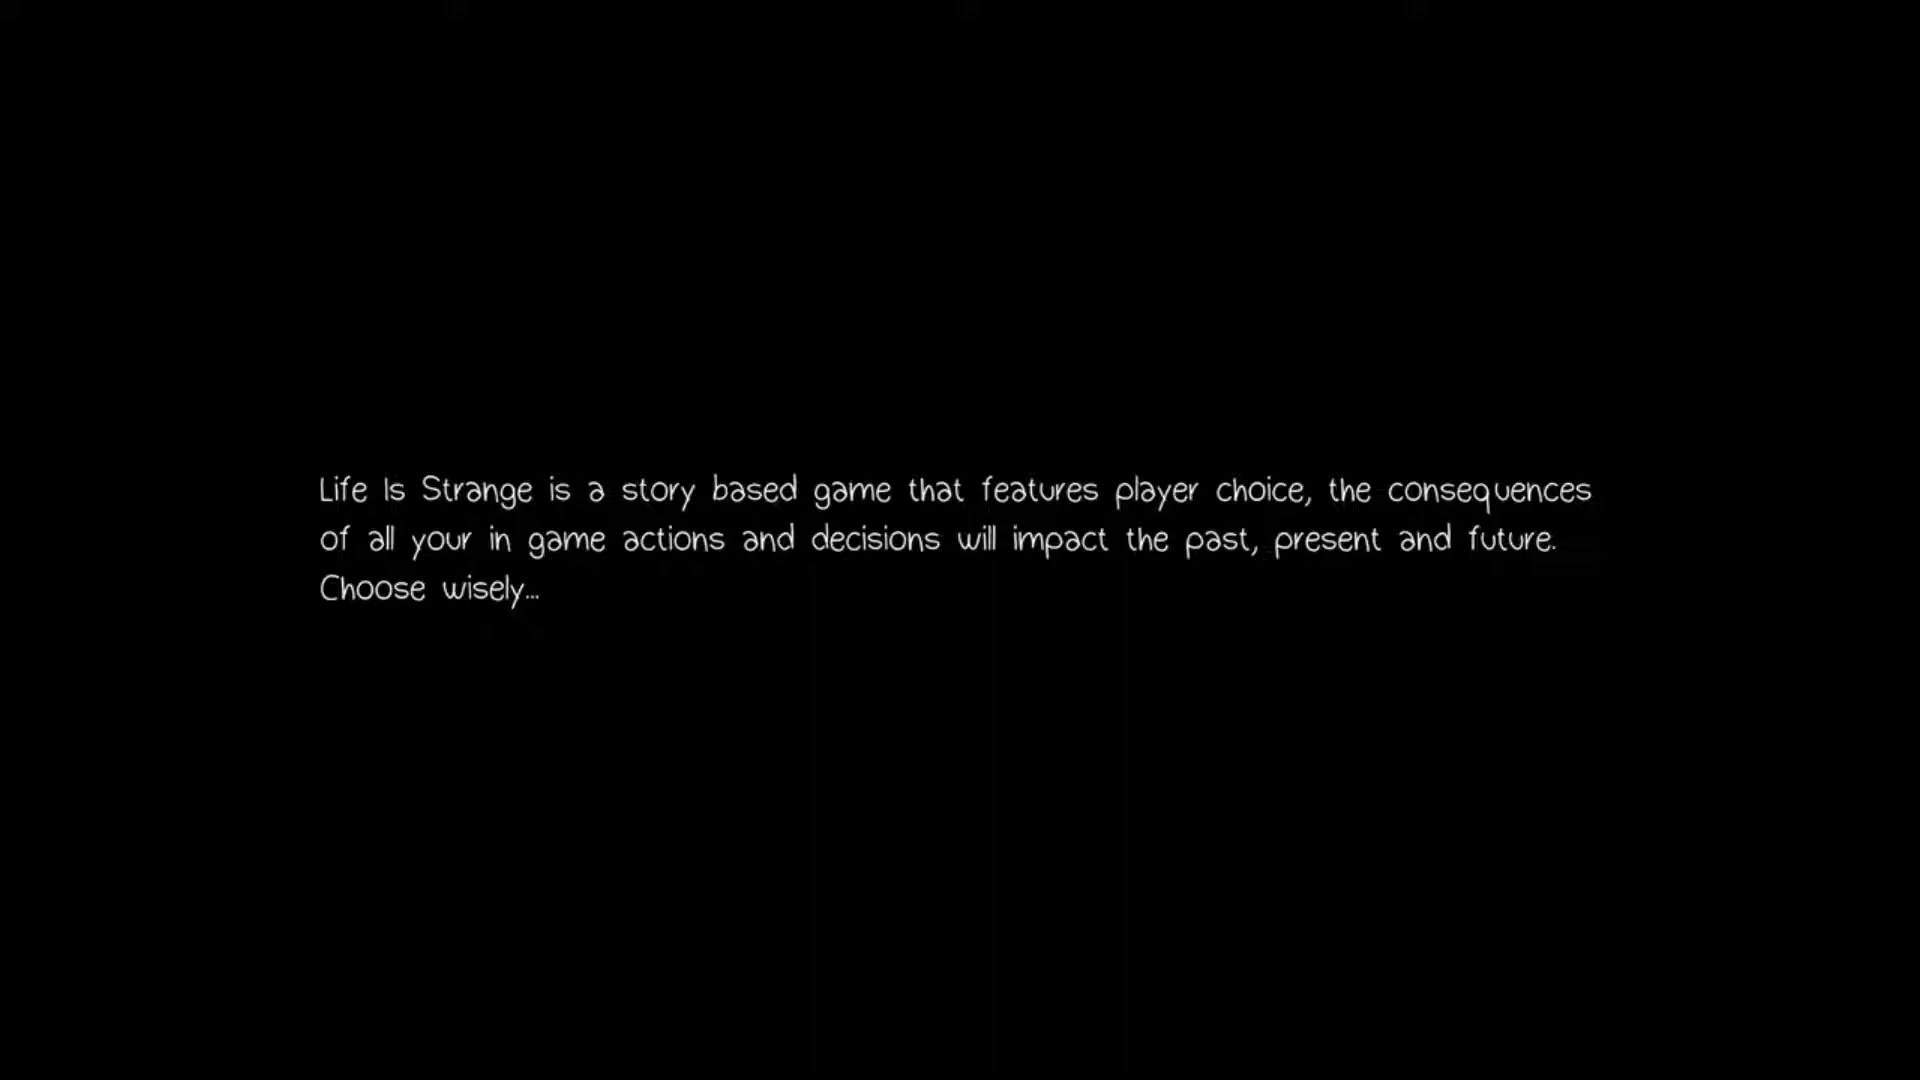 Life Is Strange is a story based game that features player choice, the consequences
of all your in game actions and decisions will impact the past, present and future.
Choose wisely...